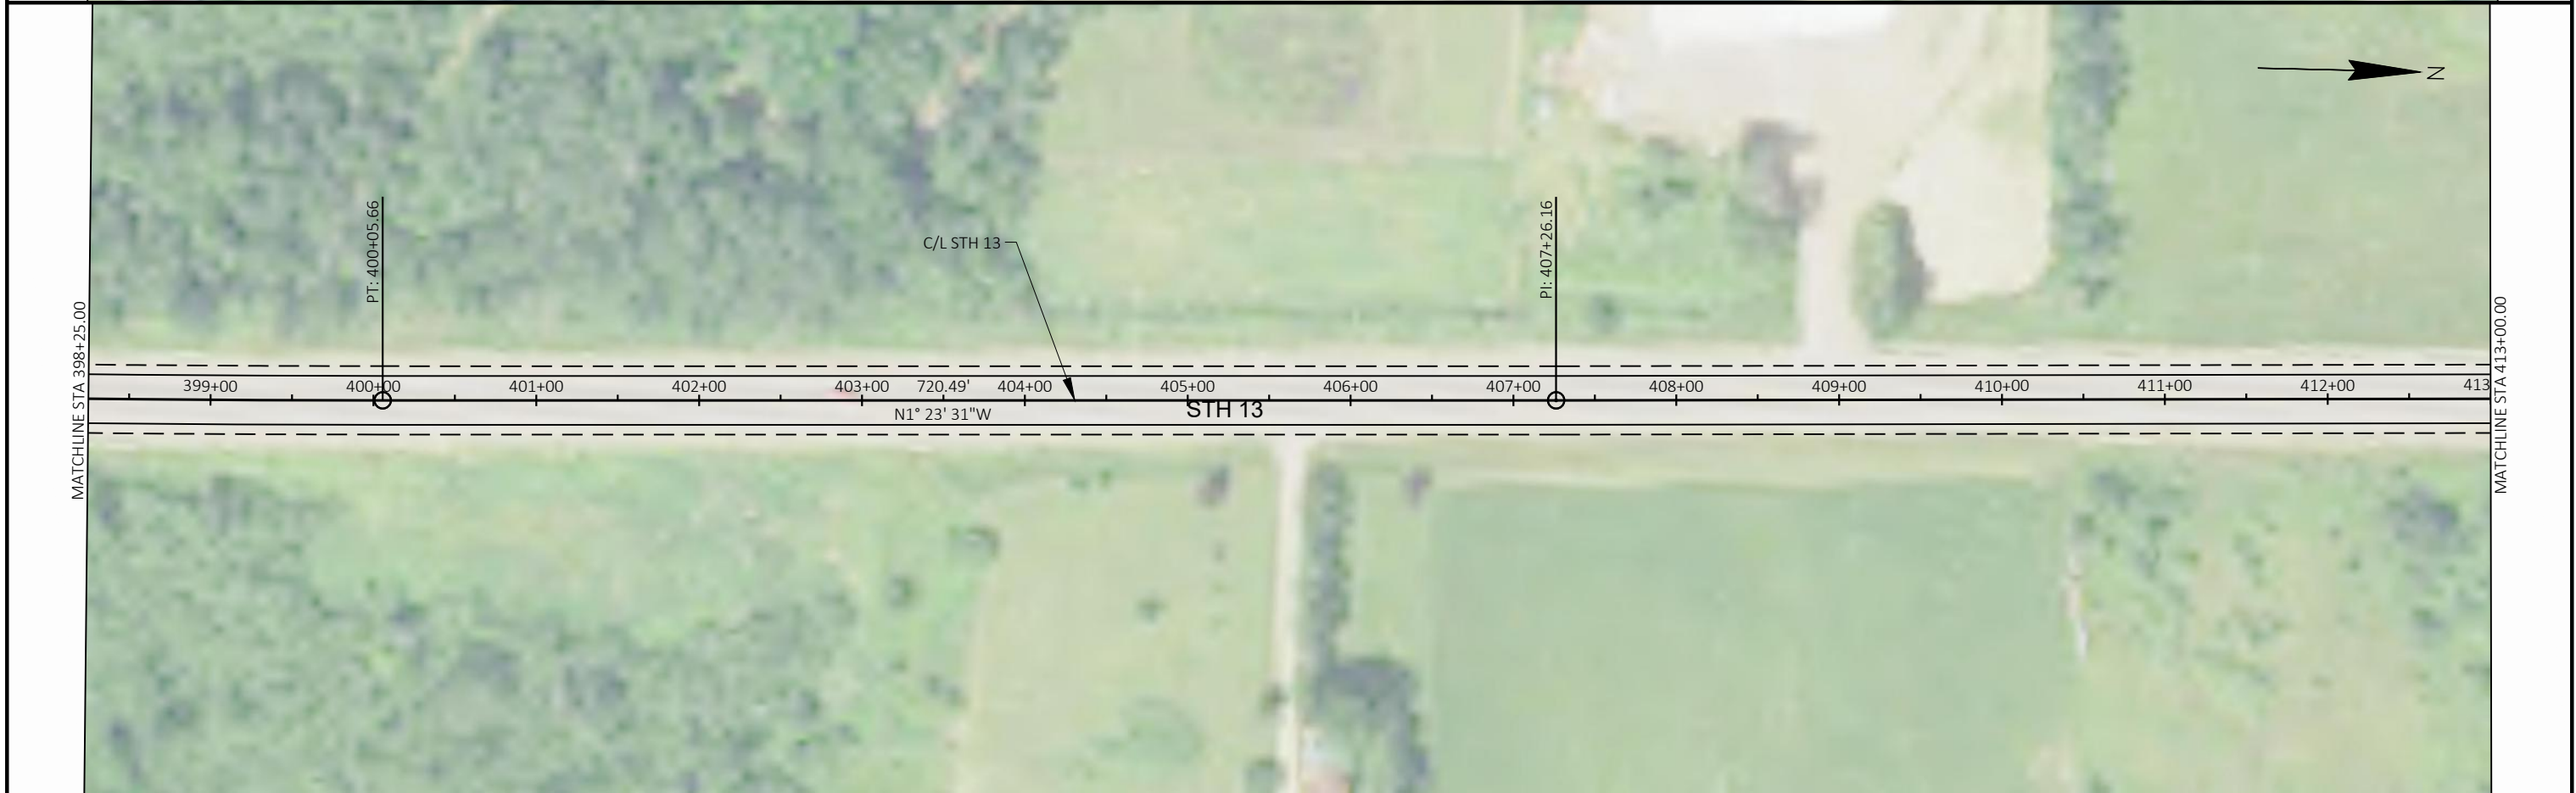 N
PT: 400+05.66
PI: 407+26.16
C/L STH 13
MATCHLINE STA 398+25.00
MATCHLINE STA 413+00.00
399+00 400+00 401+00 402+00 403+00 720.49' 404+00 405+00 406+00 407+00 408+00 409+00 410+00 411+00 412+00 413
N1° 23' 31"W STH 13